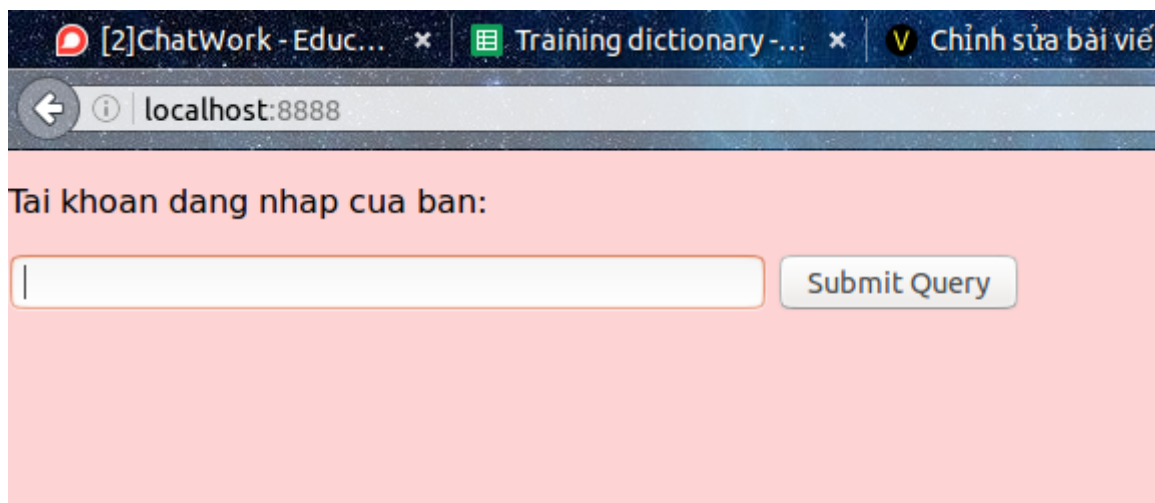 [2]ChatWork - Educ... × Training dictionary -... × V Chỉnh sửa bài viế
localhost:8888
Tai khoan dang nhap cua ban:
Submit Query